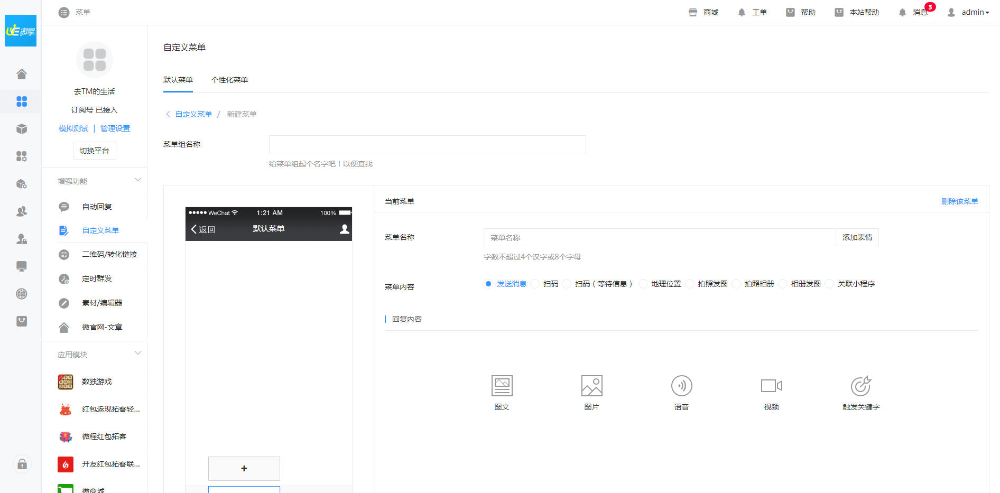 菜单
商城
工单
帮助
本站帮助
消息
3
admin
微擎
去TM的生活
订阅号 已接入
模拟测试 | 管理设置
切换平台
增强功能
自动回复
自定义菜单
二维码/转化链接
定时群发
素材/编辑器
微官网-文章
应用模块
数独游戏
红包返现拓客轻...
微程红包拓客
开友红包拓客联...
微商城
自定义菜单
默认菜单
个性化菜单
自定义菜单 / 新建菜单
菜单组名称
给菜单组起个名字吧!以便查找
WeChat 1:21 AM 100%
返回 默认菜单
+
当前菜单
删除该菜单
菜单名称
菜单名称
添加表情
字数不超过4个汉字或8个字母
菜单内容
发送消息 扫码 扫码(等待信息) 地理位置 拍照发图 拍照相册 相册发图 关联小程序
回复内容
图文
图片
语音
视频
触发关键字